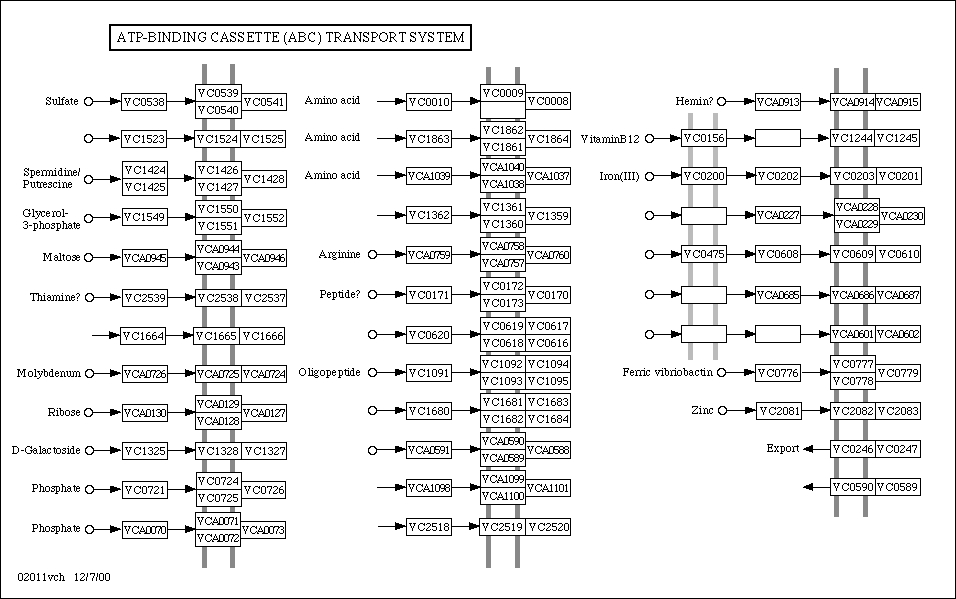 ATP-BINDING CASSETTE (ABC) TRANSPORT SYSTEM
Sulfate VC0538 VC0539 VC0540 VC0541
VC1523 VC1524 VC1525
Spermidine/
Putrescine VC1424 VC1425 VC1426 VC1427 VC1428
Glycerol-
3-phosphate VC1549 VC1550 VC1551 VC1552
Maltose VCA0945 VCA0944 VCA0943 VCA0946
Thiamine? VC2539 VC2538 VC2537
VC1664 VC1665 VC1666
Molybdenum VCA0726 VCA0725 VCA0724
Ribose VCA0130 VCA0129 VCA0128 VCA0127
D-Galactoside VC1325 VC1328 VC1327
Phosphate VC0721 VC0724 VC0725 VC0726
Phosphate VCA0070 VCA0071 VCA0072 VCA0073
Amino acid VC0010 VC0009 VC0008
Amino acid VC1863 VC1862 VC1861 VC1864
Amino acid VCA1039 VCA1040 VCA1038 VCA1037
VC1362 VC1361 VC1360 VC1359
Arginine VCA0759 VCA0758 VCA0757 VCA0760
Peptide? VC0171 VC0172 VC0173 VC0170
VC0620 VC0619 VC0617 VC0618 VC0616
Oligopeptide VC1091 VC1092 VC1094 VC1093 VC1095
VC1680 VC1681 VC1683 VC1682 VC1684
VCA0591 VCA0590 VCA0589 VCA0588
VCA1098 VCA1099 VCA1100 VCA1101
VC2518 VC2519 VC2520
Hemin? VCA0913 VCA0914 VCA0915
VitaminB12 VC0156 VC1244 VC1245
Iron(III) VC0200 VC0202 VC0203 VC0201
VCA0227 VCA0228 VCA0229 VCA0230
VC0475 VC0608 VC0609 VC0610
VCA0685 VCA0686 VCA0687
VCA0601 VCA0602
Ferric vibriobactin VC0776 VC0777 VC0778 VC0779
Zinc VC2081 VC2082 VC2083
Export VC0246 VC0247
VC0590 VC0589
02011vch 12/7/00